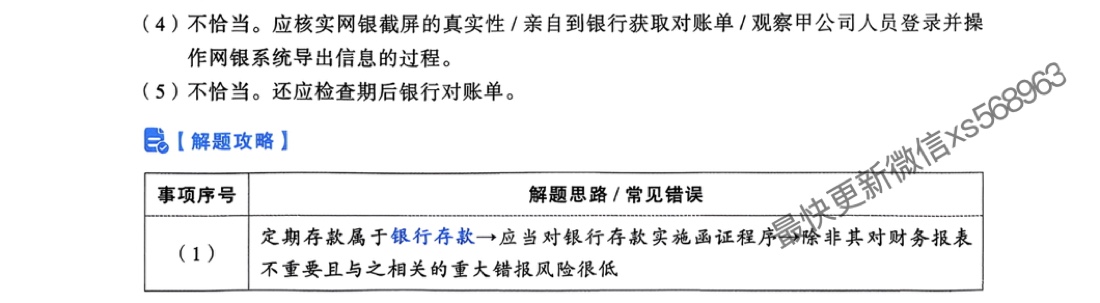 （4）不恰当。应核实网银截屏的真实性 / 亲自到银行获取对账单 / 观察甲公司人员登录并操
作网银系统导出信息的过程。
（5）不恰当。还应检查期后银行对账单。
【解题攻略】
事项序号 解题思路 / 常见错误
（1） 定期存款属于银行存款→应当对银行存款实施函证程序→除非其对财务报表
不重要且与之相关的重大错报风险很低
最快更新微信xs568963